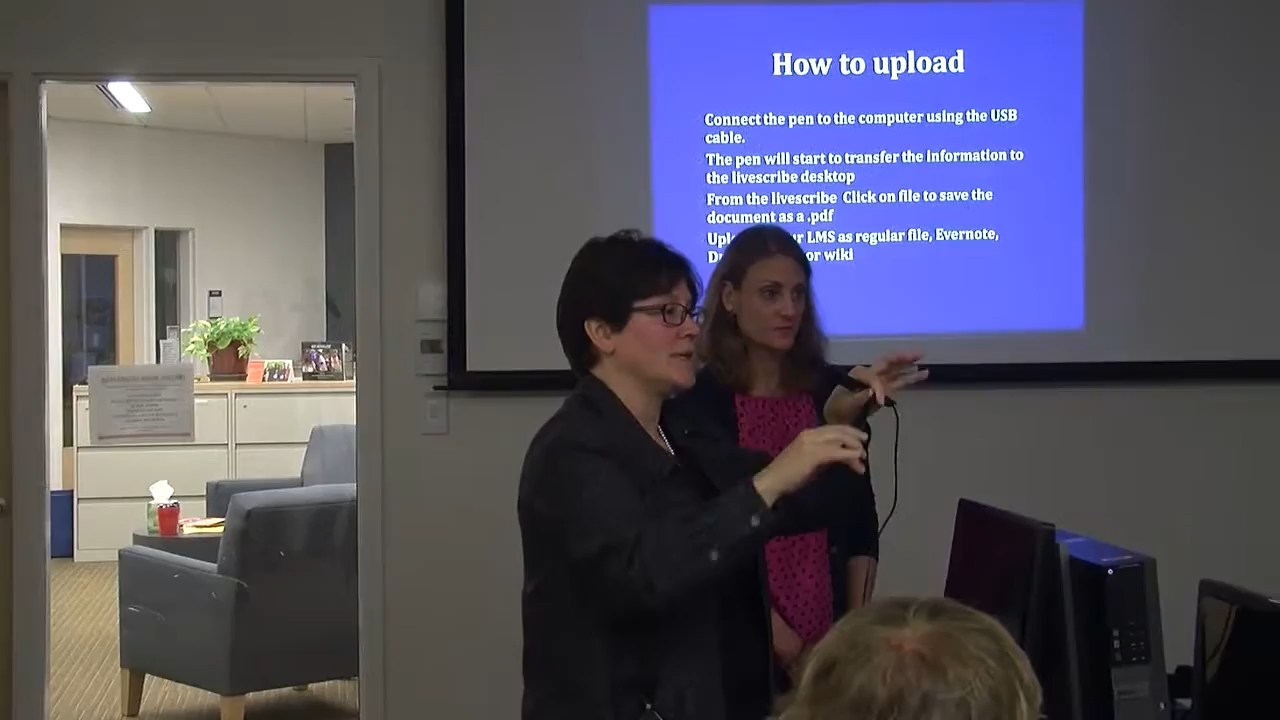 How to upload
Connect the pen to the computer using the USB
cable.
The pen will start to transfer the information to
the livescribe desktop
From the livescribe Click on file to save the
document as a .pdf
LMS as regular file, Evernote,
or wiki